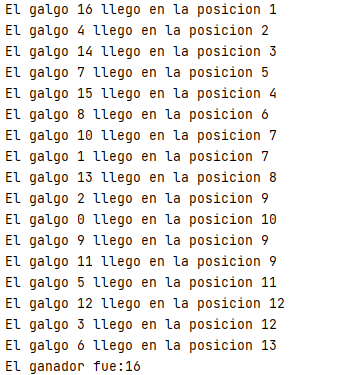 El galgo 16 llego en la posicion 1
El galgo 4 llego en la posicion 2
El galgo 14 llego en la posicion 3
El galgo 7 llego en la posicion 5
El galgo 15 llego en la posicion 4
El galgo 8 llego en la posicion 6
El galgo 10 llego en la posicion 7
El galgo 1 llego en la posicion 7
El galgo 13 llego en la posicion 8
El galgo 2 llego en la posicion 9
El galgo 0 llego en la posicion 10
El galgo 9 llego en la posicion 9
El galgo 11 llego en la posicion 9
El galgo 5 llego en la posicion 11
El galgo 12 llego en la posicion 12
El galgo 3 llego en la posicion 12
El galgo 6 llego en la posicion 13
El ganador fue:16